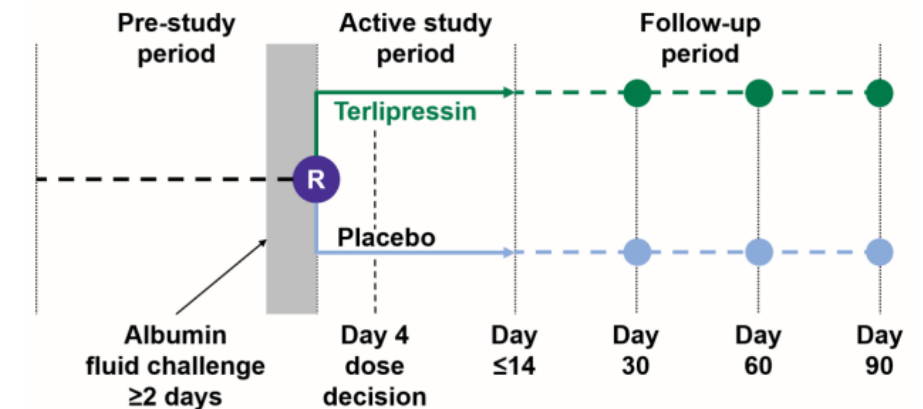 Pre-study
period
Active study
period
Follow-up
period
Terlipressin
R
Placebo
Albumin
fluid challenge
≥2 days
Day 4
dose
decision
Day
≤14
Day
30
Day
60
Day
90